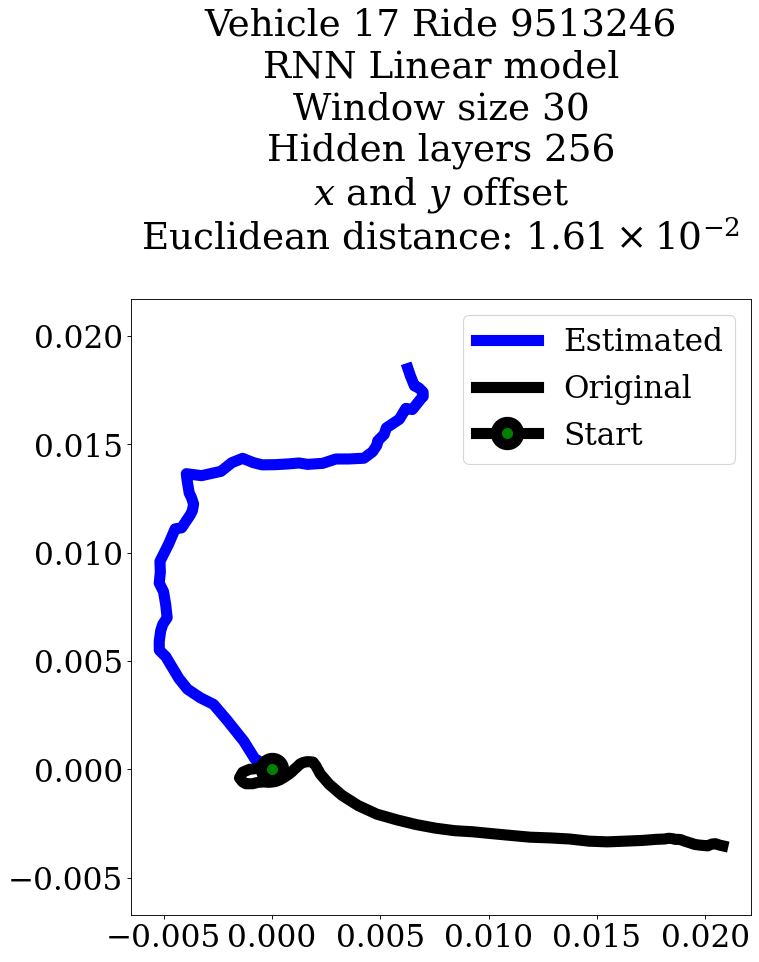 Vehicle 17 Ride 9513246
RNN Linear model
Window size 30
Hidden layers 256
x and y offset
Euclidean distance: 1.61 × 10⁻²
Estimated
Original
Start
0.020
0.015
0.010
0.005
0.000
−0.005
−0.005 0.000 0.005 0.010 0.015 0.020